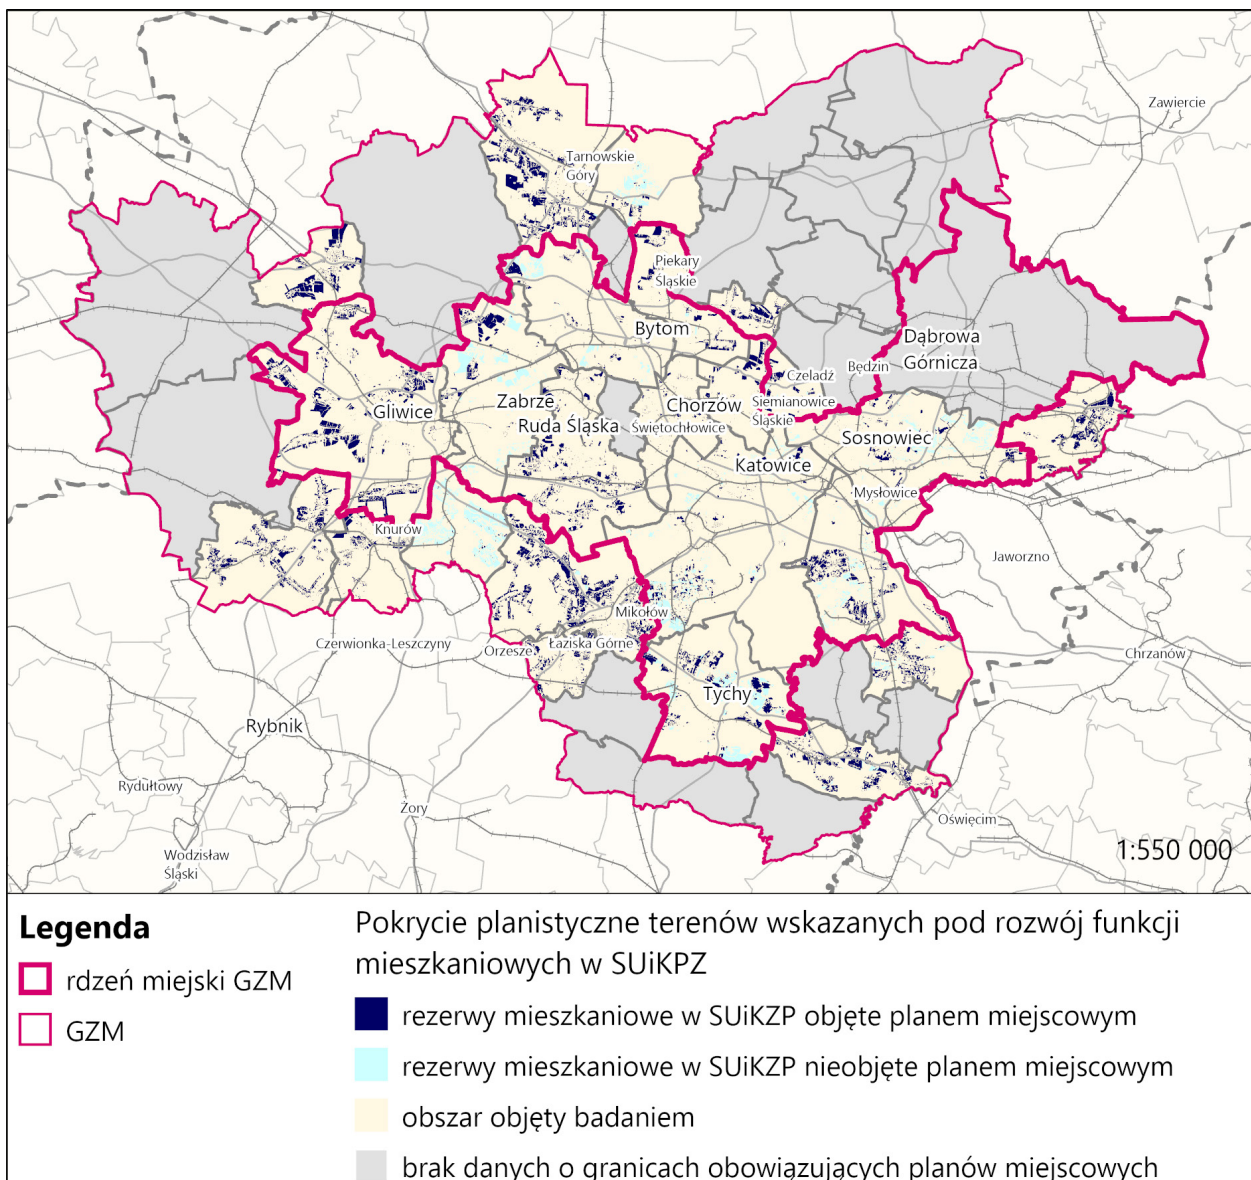 Zawiercie
Tarnowskie
Góry
Piekary
Śląskie
Bytom
Dąbrowa
Górnicza
Będzin
Czeladź
Gliwice
Zabrze
Chorzów
Siemianowice
Śląskie
Ruda Śląska
Świętochłowice
Sosnowiec
Katowice
Mysłowice
Knurów
Jaworzno
Mikołów
Czerwionka-Leszczyny
Orzesze
Łaziska Górne
Chrzanów
Tychy
Rybnik
Rydułtowy
Żory
Oświęcim
Wodzisław
Śląski
1:550 000
Legenda
rdzeń miejski GZM
GZM
Pokrycie planistyczne terenów wskazanych pod rozwój funkcji
mieszkaniowych w SUiKPZ
rezerwy mieszkaniowe w SUiKZP objęte planem miejscowym
rezerwy mieszkaniowe w SUiKZP nieobjęte planem miejscowym
obszar objęty badaniem
brak danych o granicach obowiązujących planów miejscowych